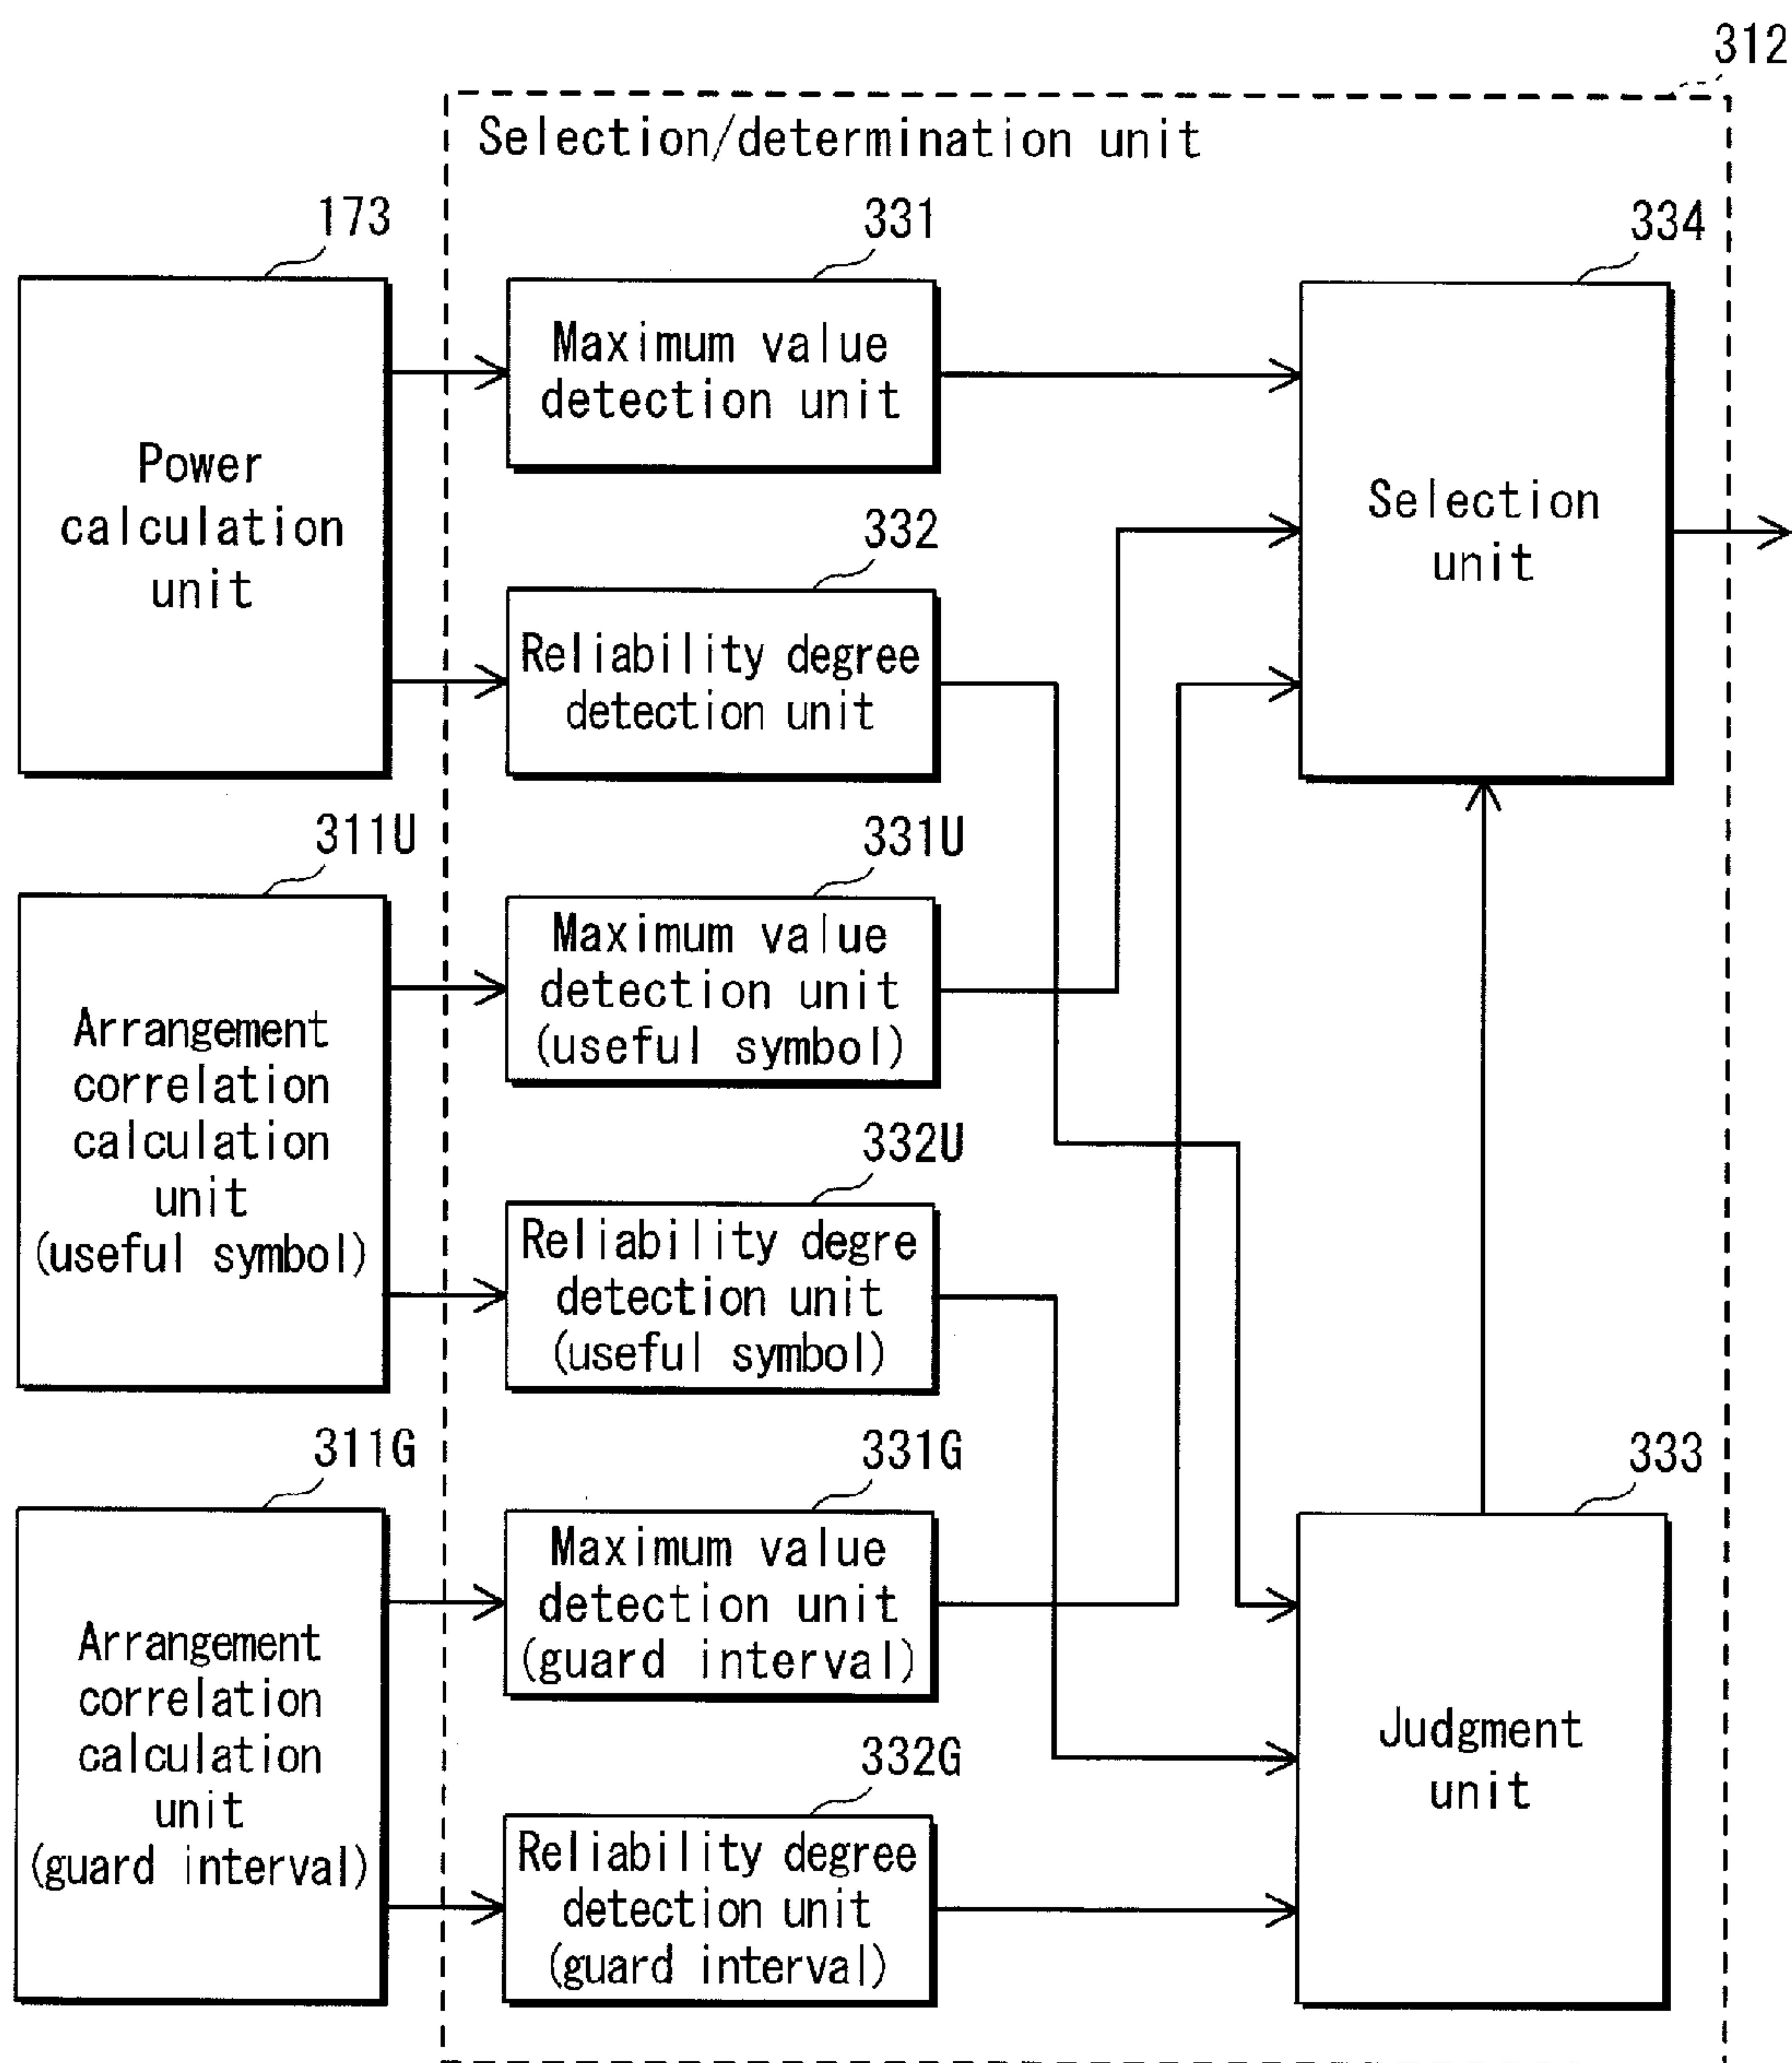 312
Selection/determination unit
173
331
334
Power
calculation
unit
Maximum value
detection unit
Selection
unit
332
Reliability degree
detection unit
311U
331U
Arrangement
correlation
calculation
unit
(useful symbol)
Maximum value
detection unit
(useful symbol)
332U
Reliability degre
detection unit
(useful symbol)
311G
331G
333
Arrangement
correlation
calculation
unit
(guard interval)
Maximum value
detection unit
(guard interval)
Judgment
unit
332G
Reliability degree
detection unit
(guard interval)